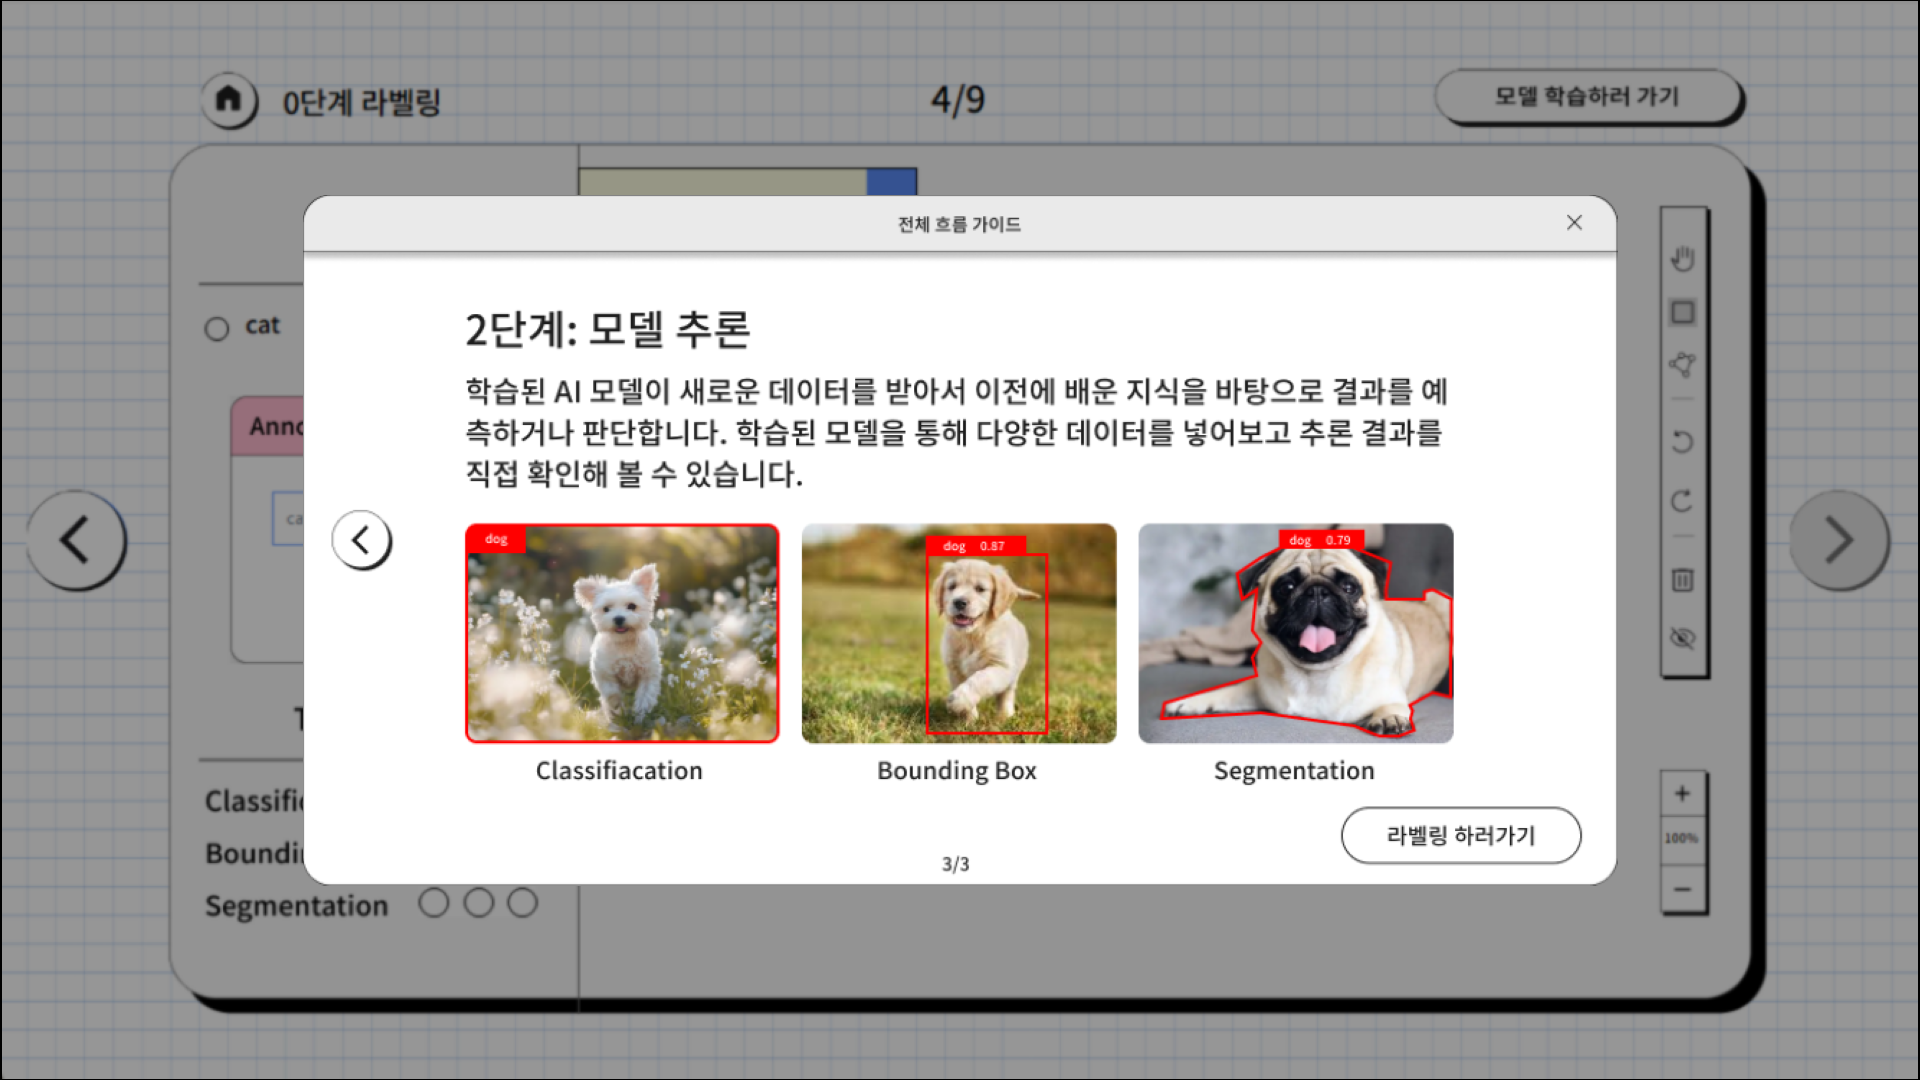 0단계 라벨링
4/9
모델 학습하러 가기
전체 흐름 가이드
cat
2단계: 모델 추론
학습된 AI 모델이 새로운 데이터를 받아서 이전에 배운 지식을 바탕으로 결과를 예
측하거나 판단합니다. 학습된 모델을 통해 다양한 데이터를 넣어보고 추론 결과를
직접 확인해 볼 수 있습니다.
dog
dog 0.87
dog 0.79
Classifiacation
Bounding Box
Segmentation
라벨링 하러가기
3/3
Segmentation
100%